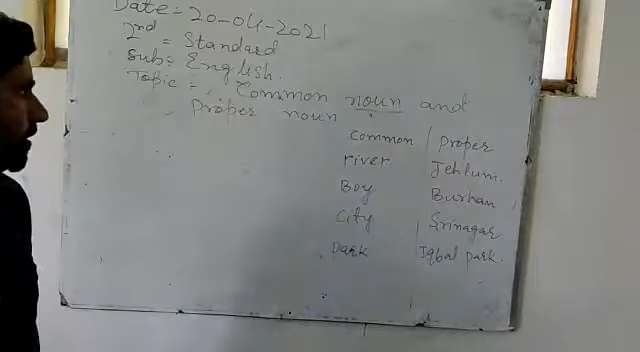 Date:- 20-04-2021
2nd = Standard
Sub:- English.
Topic = Common noun and
Proper noun
Common | Proper
river Jehlum.
Boy Burhan
City Srinagar
Park Iqbal park.